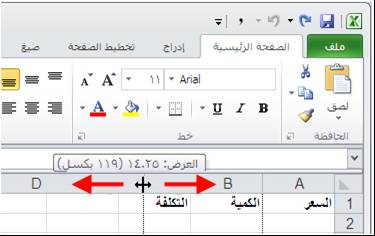 ملف الصفحة الرئيسية إدراج تخطيط الصفحة صيغ
لصق
Arial ١١ A A
B I U A
الحافظة خط
العرض: ١٤.٢٥ (١١٩ بكسل)
A B D
1 السعر الكمية التكلفة
2